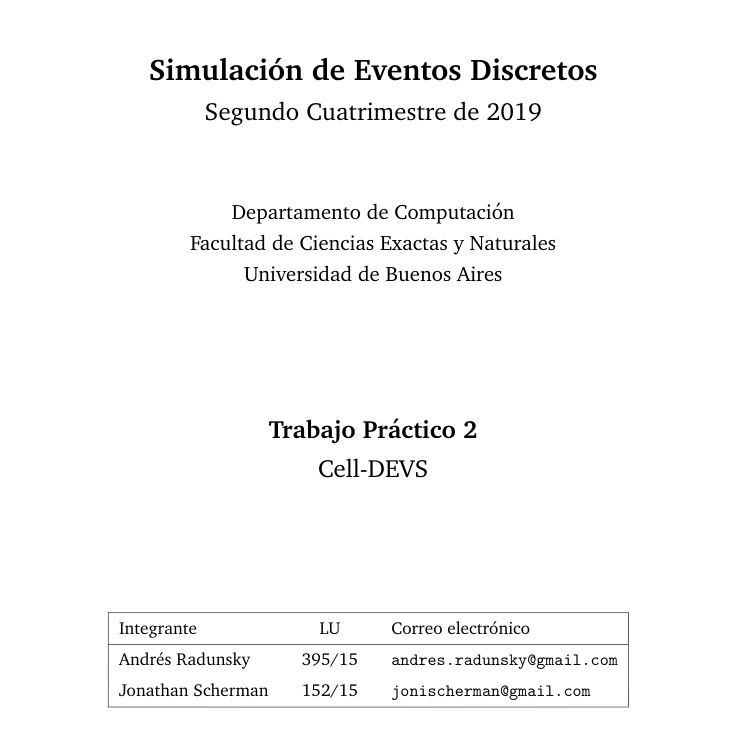 Simulación de Eventos Discretos
Segundo Cuatrimestre de 2019
Departamento de Computación
Facultad de Ciencias Exactas y Naturales
Universidad de Buenos Aires
Trabajo Práctico 2
Cell-DEVS
Integrante LU Correo electrónico
Andrés Radunsky 395/15 andres.radunsky@gmail.com
Jonathan Scherman 152/15 jonischerman@gmail.com